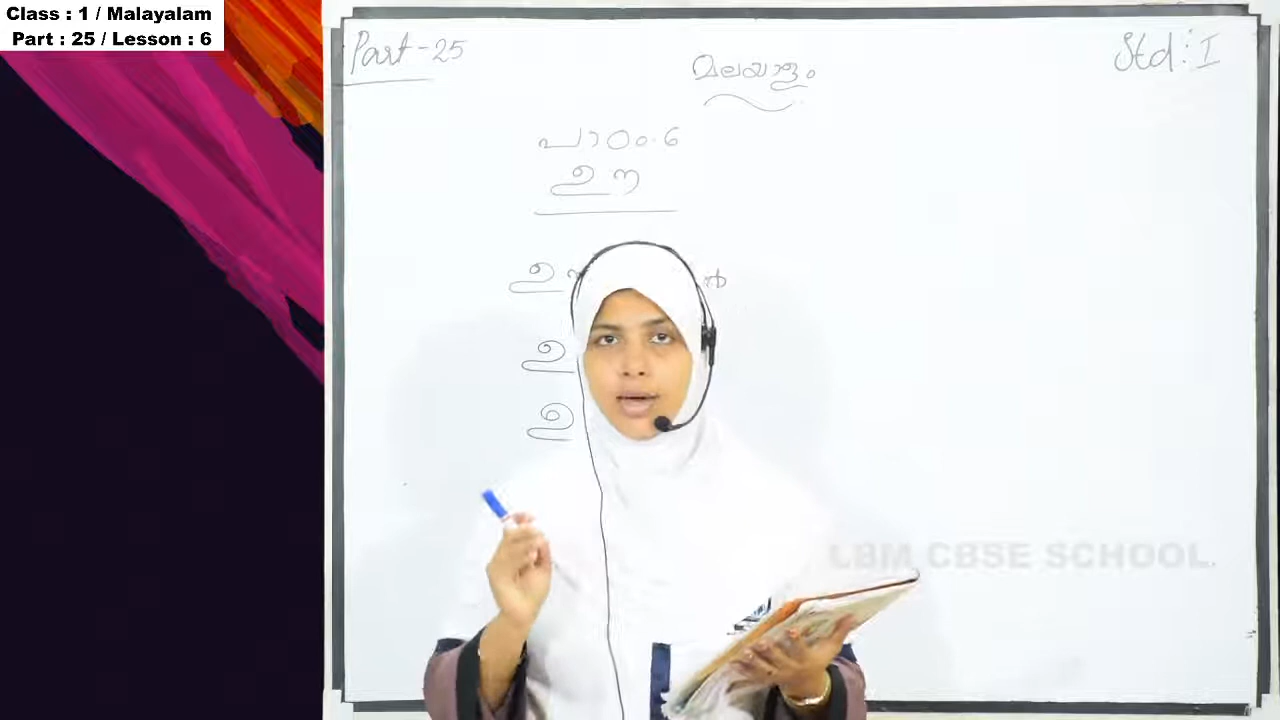 Class : 1 / Malayalam
Part : 25 / Lesson : 6
Part - 25
മലയാളം
Std: I
പാഠം.6
ഉ
ഉ
ഉ
LBM CBSE SCHOOL